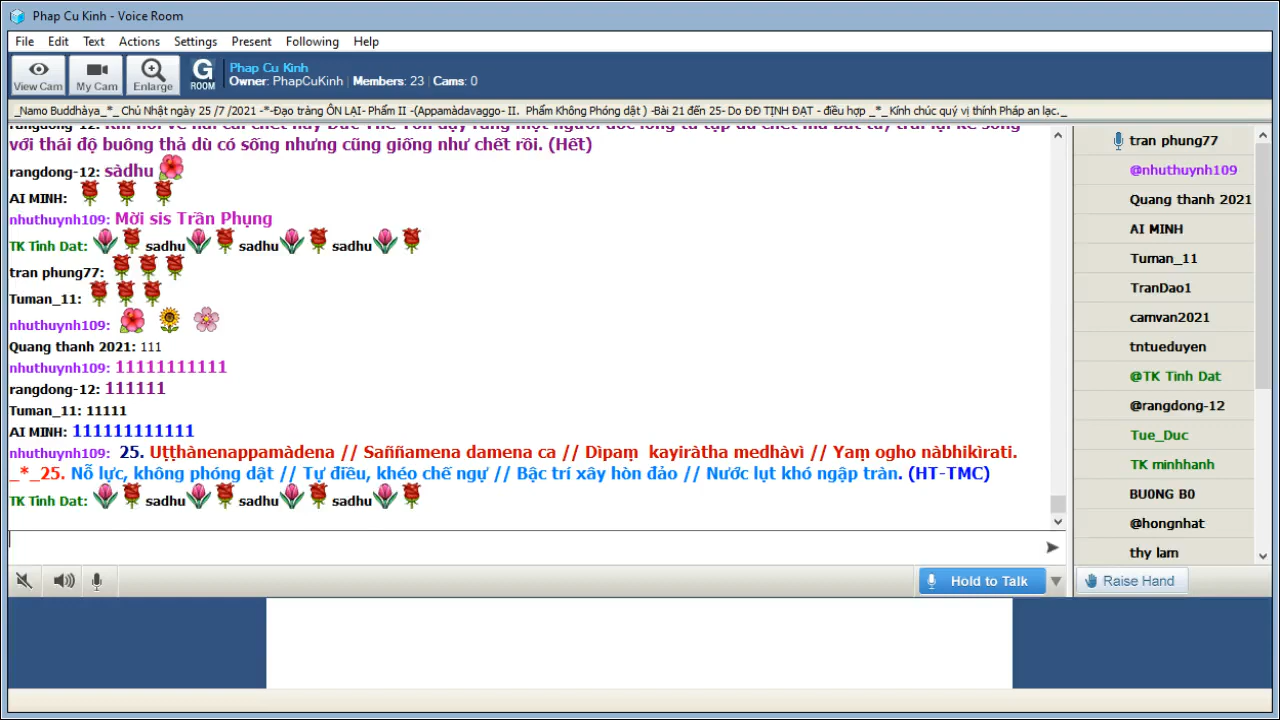 Phap Cu Kinh - Voice Room
File Edit Text Actions Settings Present Following Help
View Cam My Cam Enlarge G ROOM
Phap Cu Kinh
Owner: PhapCuKinh | Members: 23 | Cams: 0
_Namo Buddhàya_*_ Chủ Nhật ngày 25 /7 /2021 -*-Đạo tràng ÔN LẠI- Phẩm II -(Appamàdavaggo- II. Phẩm Không Phóng dật ) -Bài 21 đến 25- Do ĐĐ TỊNH ĐẠT - điều hợp _*_Kính chúc quý vị thính Pháp an lạc._
với thái độ buông thả dù có sống nhưng cũng giống như chết rồi. (Hết)
rangdong-12: sàdhu
AI MINH:
nhuthuynh109: Mời sis Trần Phụng
TK Tinh Dat: sadhu sadhu sadhu
tran phung77:
Tuman_11:
nhuthuynh109:
Quang thanh 2021: 111
nhuthuynh109: 11111111111
rangdong-12: 111111
Tuman_11: 11111
AI MINH: 111111111111
nhuthuynh109: 25. Uṭṭhànenappamàdena // Saññamena damena ca // Dìpaṃ kayiràtha medhàvì // Yaṃ ogho nàbhikìrati.
_*_25. Nỗ lực, không phóng dật // Tự điều, khéo chế ngự // Bậc trí xây hòn đảo // Nước lụt khó ngập tràn. (HT-TMC)
TK Tinh Dat: sadhu sadhu sadhu
tran phung77
@nhuthuynh109
Quang thanh 2021
AI MINH
Tuman_11
TranDao1
camvan2021
tntueduyen
@TK Tinh Dat
@rangdong-12
Tue_Duc
TK minhhanh
BU0NG B0
@hongnhat
thy lam
Hold to Talk
Raise Hand